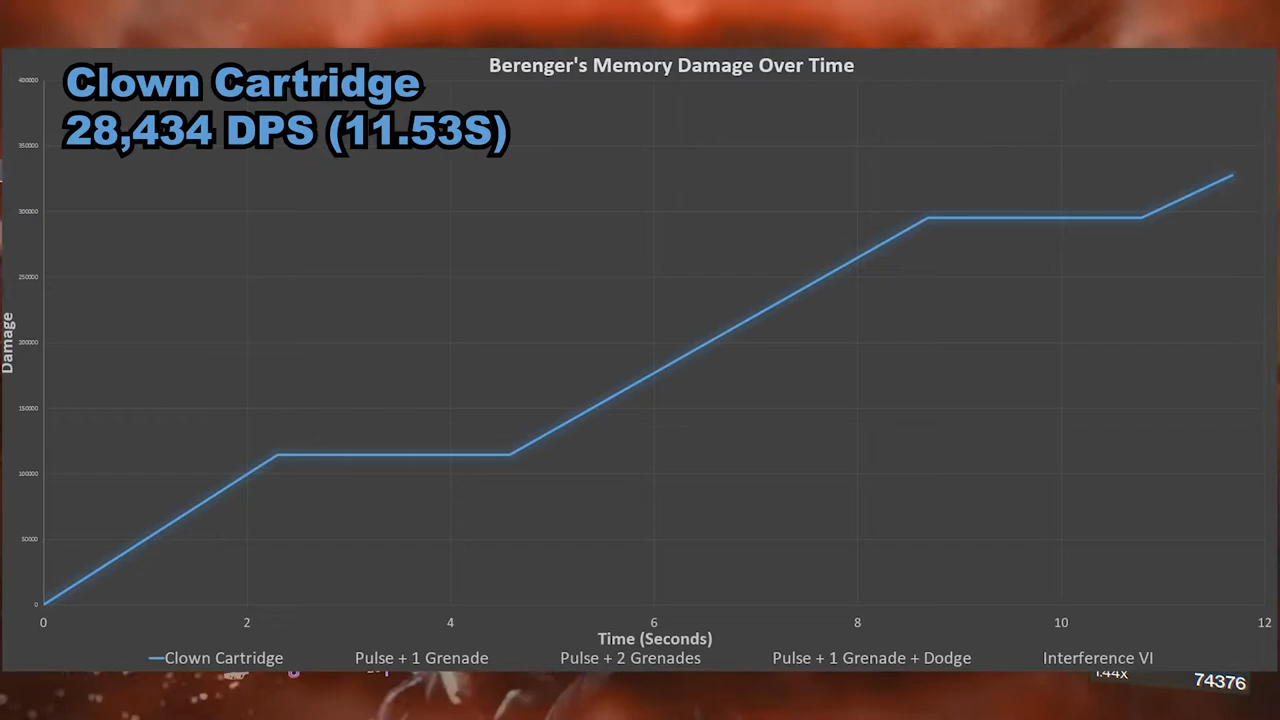 Berenger's Memory Damage Over Time
Clown Cartridge
28,434 DPS (11.53S)
400000
350000
300000
250000
200000
150000
100000
50000
0
Damage
0 2 4 6 8 10 12
Time (Seconds)
Clown Cartridge Pulse + 1 Grenade Pulse + 2 Grenades Pulse + 1 Grenade + Dodge Interference VI
1.44x
74376